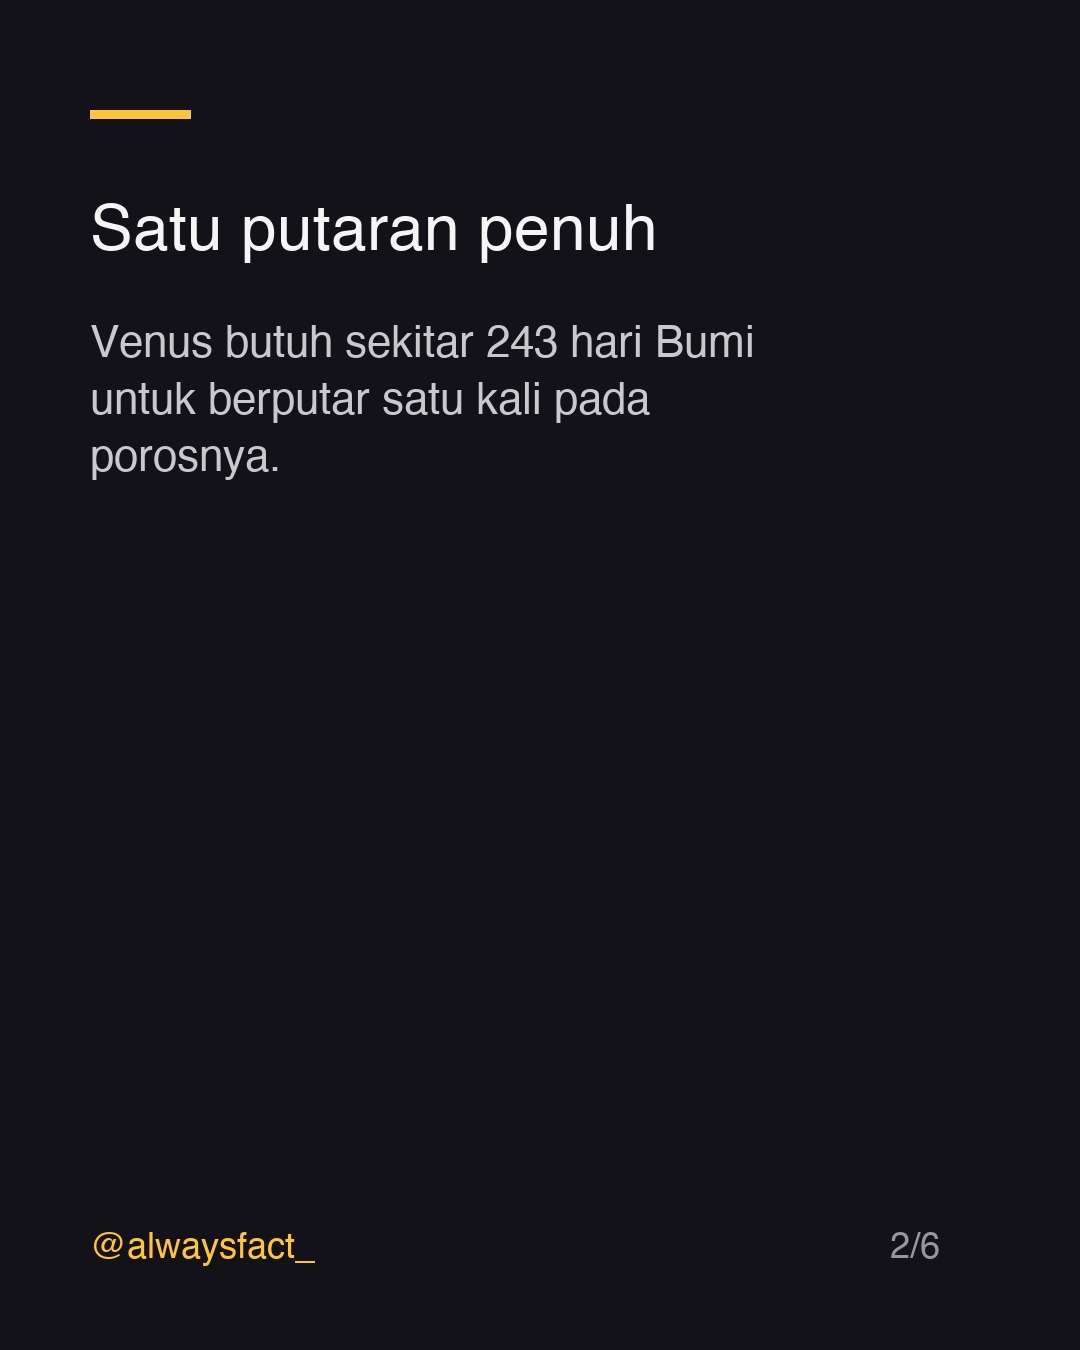 Satu putaran penuh
Venus butuh sekitar 243 hari Bumi
untuk berputar satu kali pada
porosnya.
@alwaysfact_
2/6